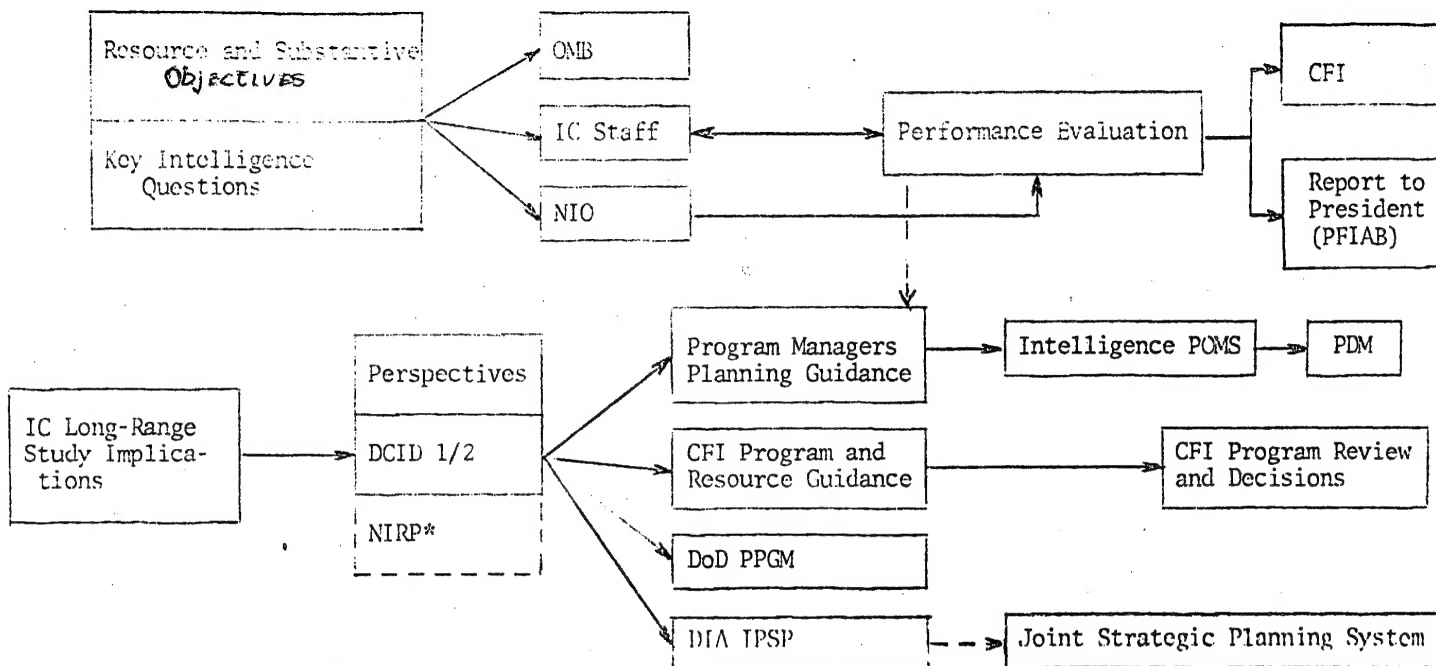 Resource and Substantive
Objectives
Key Intelligence
Questions
OMB
IC Staff
NIO
Performance Evaluation
CFI
Report to
President
(PFIAB)
IC Long-Range
Study Implica-
tions
Perspectives
DCID 1/2
NIRP*
Program Managers
Planning Guidance
CFI Program and
Resource Guidance
DoD PPGM
DIA IPSP
Intelligence POMS
PDM
CFI Program Review
and Decisions
Joint Strategic Planning System